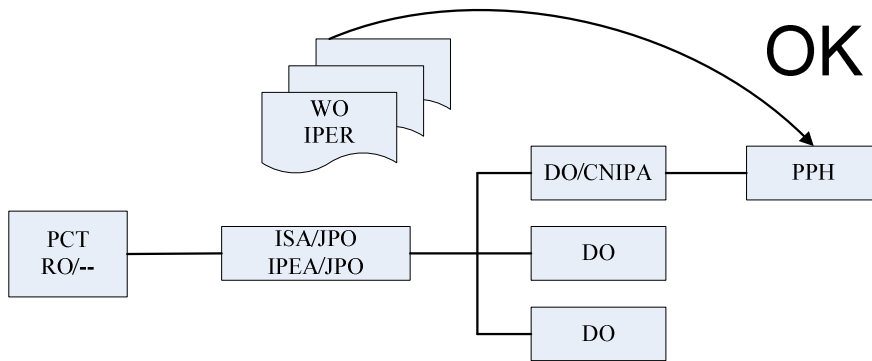 OK
WO
IPER
DO/CNIPA
PPH
PCT
RO/--
ISA/JPO
IPEA/JPO
DO
DO